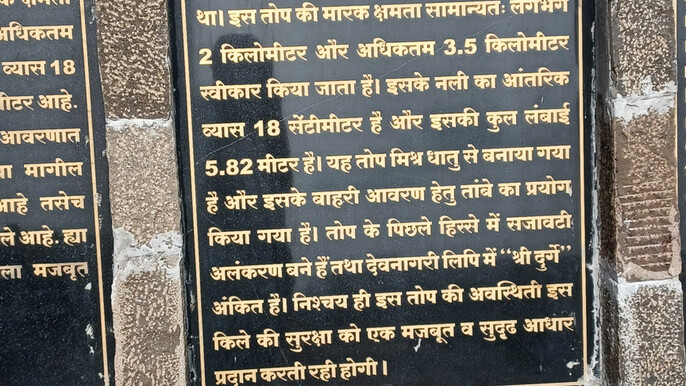 क्षमता
अधिकतम
व्यास 18
मीटर आहे.
आवरणात
मागील
आहे तसेच
ले आहे. ह्या
ला मजबूत
था। इस तोप की मारक क्षमता सामान्यतः लगभग
2 किलोमीटर और अधिकतम 3.5 किलोमीटर
स्वीकार किया जाता है। इसके नली का आंतरिक
व्यास 18 सेंटीमीटर है और इसकी कुल लंबाई
5.82 मीटर है। यह तोप मिश्र धातु से बनाया गया
है और इसके बाहरी आवरण हेतु तांबे का प्रयोग
किया गया है। तोप के पिछले हिस्से में सजावटी
अलंकरण बने हैं तथा देवनागरी लिपि में "श्री दुर्गे"
अंकित है। निश्चय ही इस तोप की अवस्थिती इस
किले की सुरक्षा को एक मज़बूत व सुदृढ आधार
प्रदान करती रही होगी।